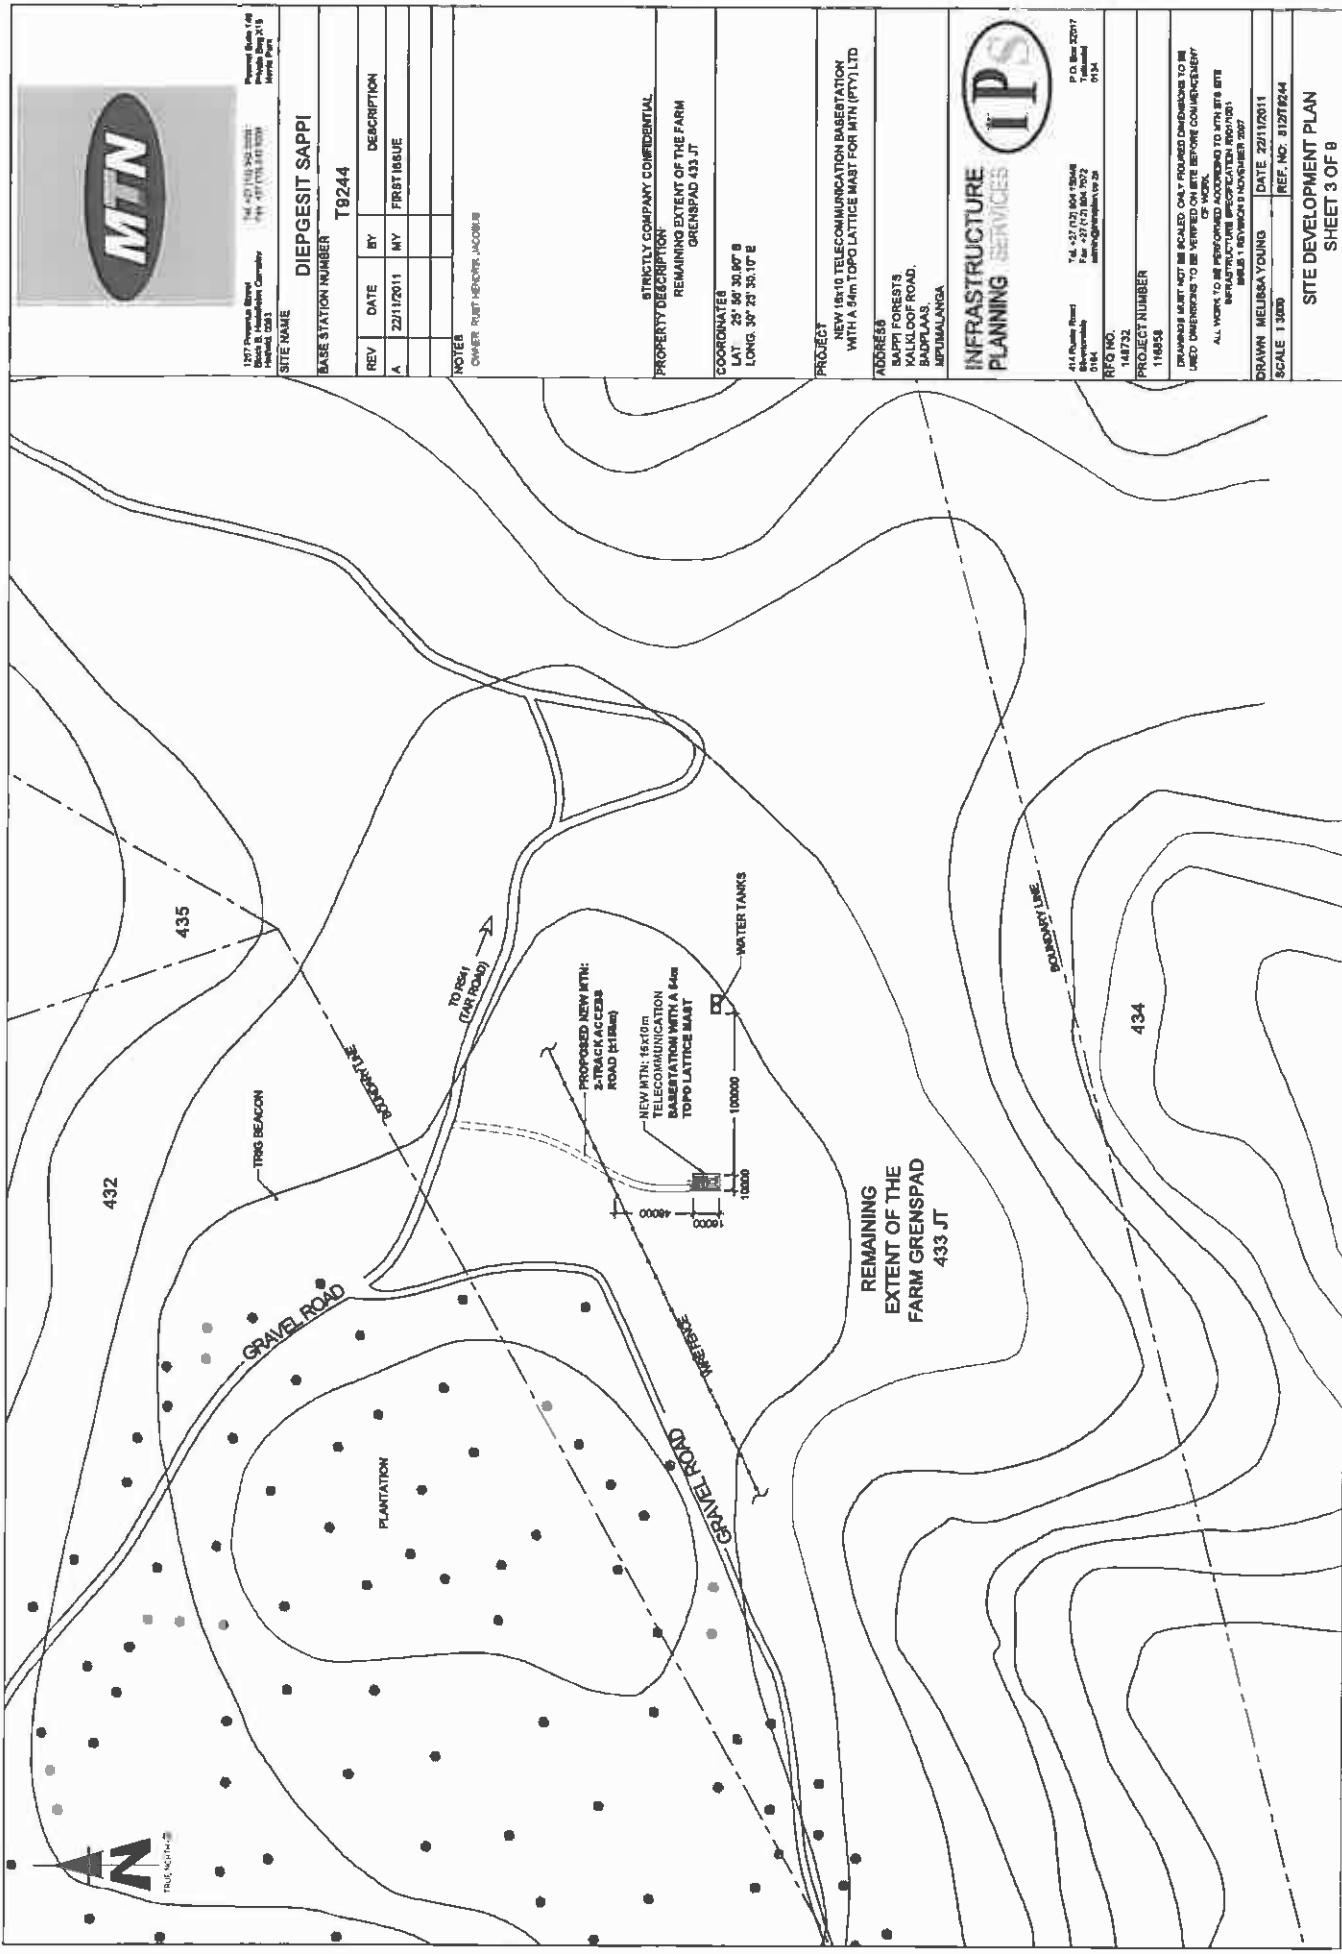 MTN
SITE NAME
DIEPGESIT SAPPI
BASE STATION NUMBER
T9244
REV DATE BY DESCRIPTION
A 22/11/2011 MY FIRST ISSUE
NOTES
STRICTLY COMPANY CONFIDENTIAL
PROPERTY DESCRIPTION
REMAINING EXTENT OF THE FARM
GRENSPAD 433 JT
COORDINATES
PROJECT
NEW 16x10 TELECOMMUNICATION BASESTATION
WITH A 54m TOPO LATTICE MAST FOR MTN (PTY) LTD
ADDRESS
SAPPI FORESTS
KALKLOOF ROAD,
BADPLAAS,
MPUMALANGA
INFRASTRUCTURE
PLANNING SERVICES
iPS
RFQ NO.
148732
PROJECT NUMBER
116858
DRAWN MELISSA YOUNG
DATE 22/11/2011
SCALE
REF. NO.
SITE DEVELOPMENT PLAN
SHEET 3 OF 9
N
TRUE NORTH
432
435
434
TRIG BEACON
BOUNDARY LINE
TO R541
(TAR ROAD)
GRAVEL ROAD
PLANTATION
PROPOSED NEW MTN:
2-TRACK ACCESS
NEW MTN: 16x10m
TELECOMMUNICATION
BASESTATION WITH A 54m
TOPO LATTICE MAST
WATER TANKS
100000
10000
16000
48000
WIRE FENCE
GRAVEL ROAD
REMAINING
EXTENT OF THE
FARM GRENSPAD
433 JT
BOUNDARY LINE